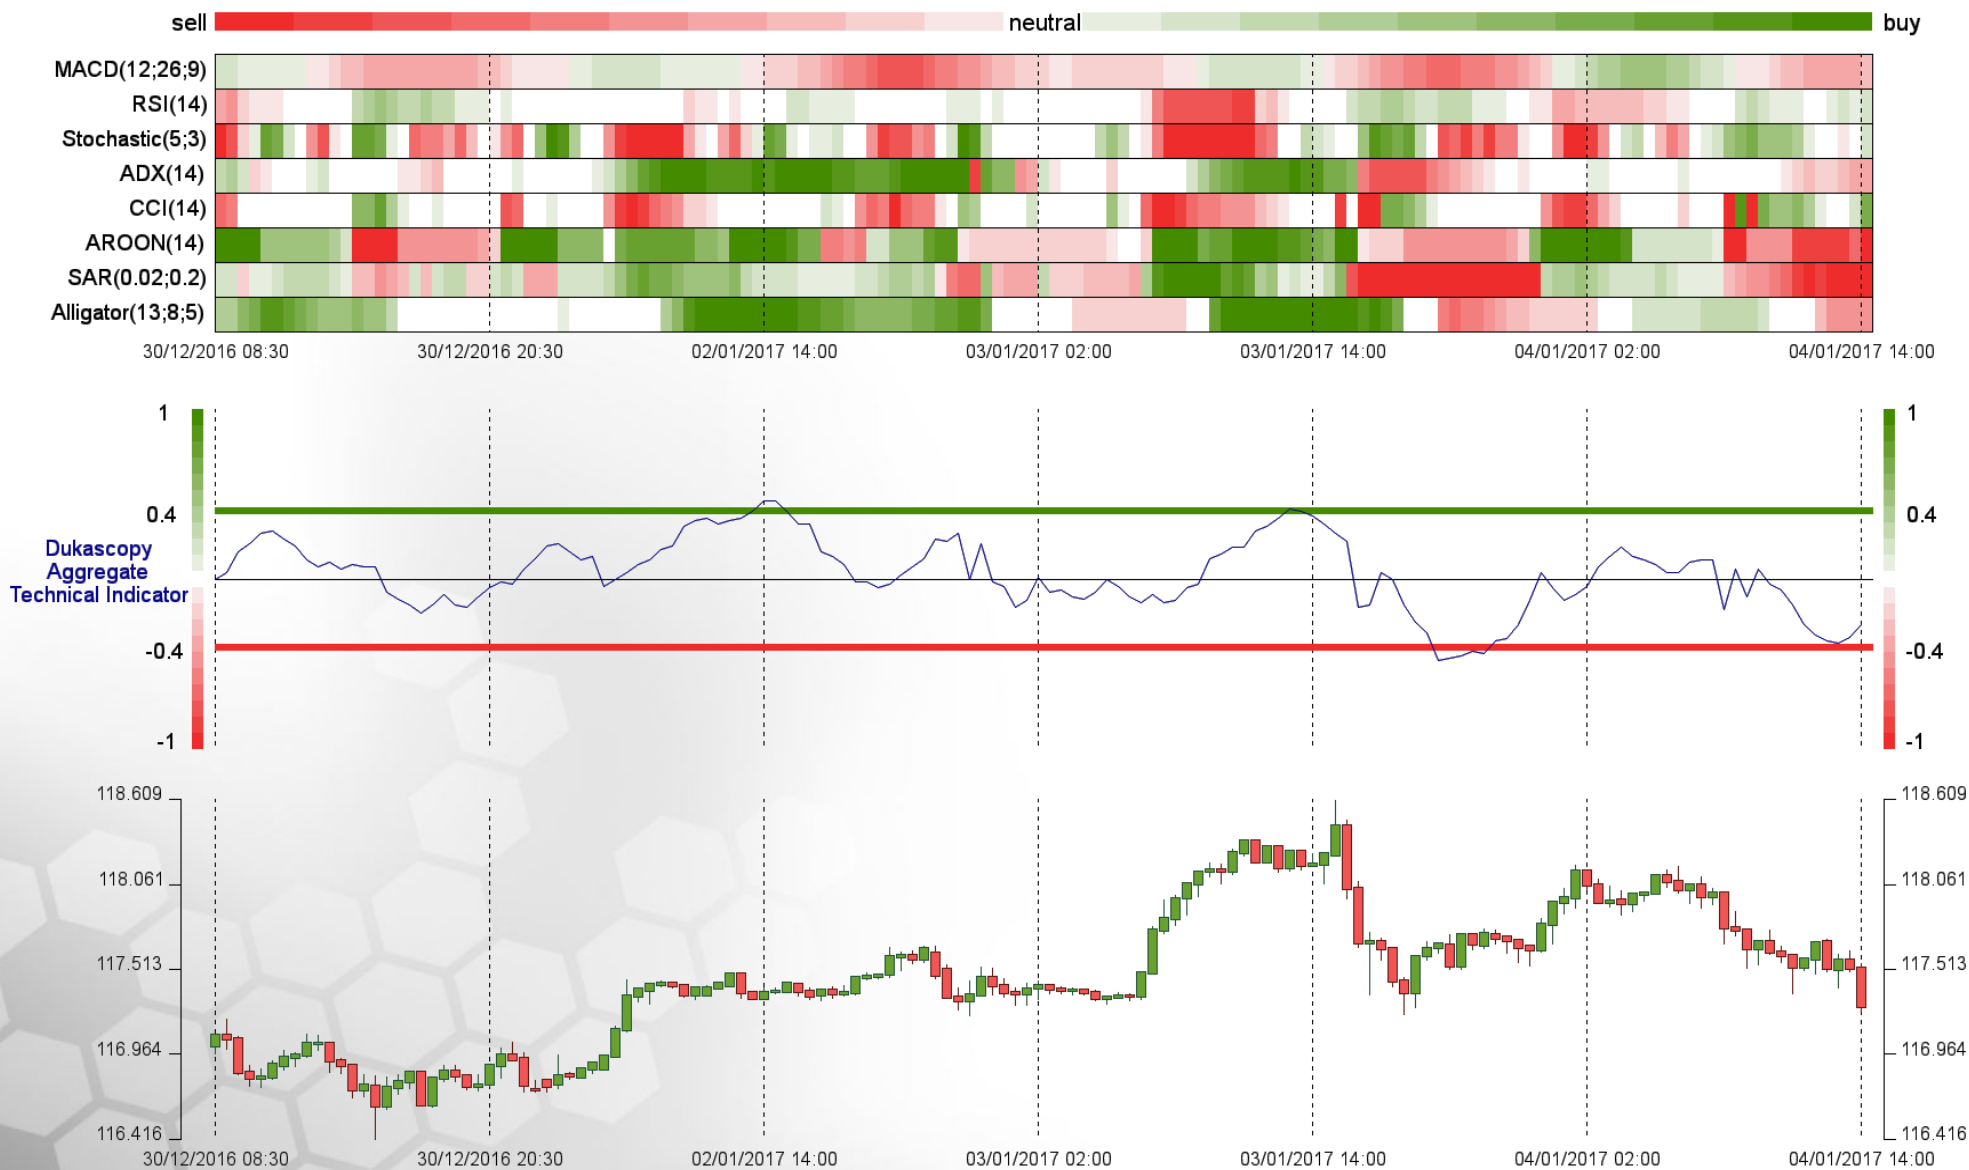 sell neutral buy
MACD(12;26;9)
RSI(14)
Stochastic(5;3)
ADX(14)
CCI(14)
AROON(14)
SAR(0.02;0.2)
Alligator(13;8;5)
30/12/2016 08:30 30/12/2016 20:30 02/01/2017 14:00 03/01/2017 02:00 03/01/2017 14:00 04/01/2017 02:00 04/01/2017 14:00
1 1
0.4 0.4
Dukascopy
Aggregate
Technical Indicator
-0.4 -0.4
-1 -1
118.609 118.609
118.061 118.061
117.513 117.513
116.964 116.964
116.416 116.416
30/12/2016 08:30 30/12/2016 20:30 02/01/2017 14:00 03/01/2017 02:00 03/01/2017 14:00 04/01/2017 02:00 04/01/2017 14:00